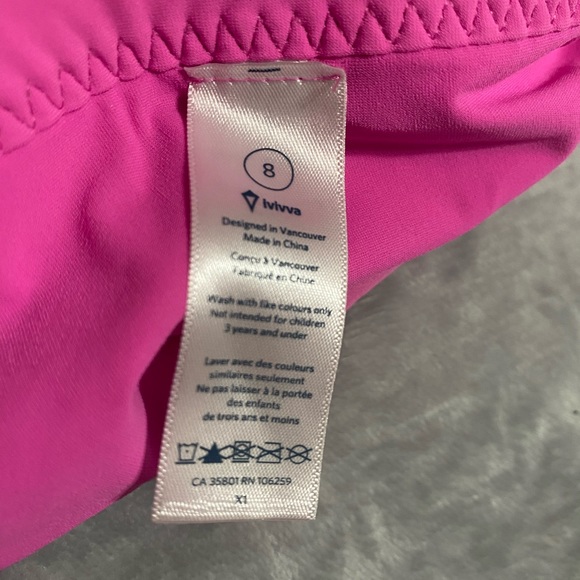 8
ivivva
Designed in Vancouver
Made in China
Conçu à Vancouver
Fabriqué en Chine
Wash with like colours only
Not intended for children
3 years and under
Laver avec des couleurs
similaires seulement
Ne pas laisser à la portée
des enfants
de trois ans et moins
CA 35801 RN 106259
X1